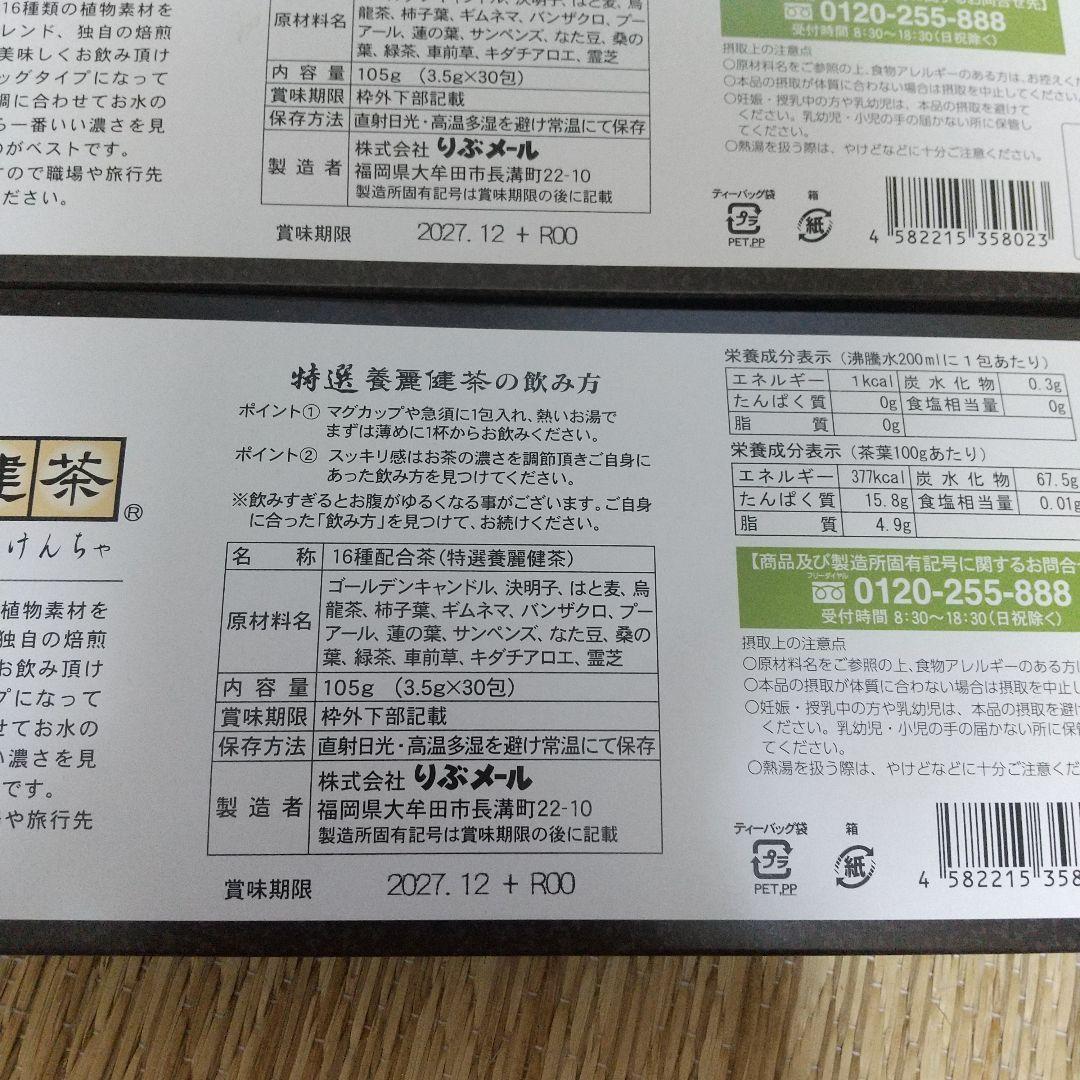 16種類の植物素材を
レンド、独自の焙煎
美味しくお飲み頂け
ッグタイプになって
調に合わせてお水の
ら一番いい濃さを見
のがベストです。
すので職場や旅行先
ださい。
原材料名
龍茶、柿子葉、ギムネマ、バンザクロ、プー
アール、蓮の葉、サンペンズ、なた豆、桑の
葉、緑茶、車前草、キダチアロエ、霊芝
内容量 105g (3.5g×30包)
賞味期限 枠外下部記載
保存方法 直射日光・高温多湿を避け常温にて保存
製造者 株式会社 りぶメール
福岡県大牟田市長溝町22-10
製造所固有記号は賞味期限の後に記載
賞味期限 2027.12 + R00
に関するお問合せ先】
0120-255-888
受付時間 8:30～18:30(日祝除く)
摂取上の注意点
○原材料名をご参照の上、食物アレルギーのある方は、お控えくだ
○本品の摂取が体質に合わない場合は摂取を中止してください。
○妊娠・授乳中の方や乳幼児は、本品の摂取を避けて
ください。乳幼児・小児の手の届かない所に保管し
てください。
○熱湯を扱う際は、やけどなどに十分ご注意ください。
ティーバッグ袋 箱
プラ 紙
PET,PP
4 582215 358023
健茶®
けんちゃ
植物素材を
独自の焙煎
お飲み頂け
プになって
せてお水の
い濃さを見
です。
や旅行先
特選 養麗健茶の飲み方
ポイント① マグカップや急須に1包入れ、熱いお湯で
まずは薄めに1杯からお飲みください。
ポイント② スッキリ感はお茶の濃さを調節頂きご自身に
あった飲み方を見つけてください。
※飲みすぎるとお腹がゆるくなる事がございます。ご自身
に合った「飲み方」を見つけて、お続けください。
名称 16種配合茶(特選養麗健茶)
原材料名 ゴールデンキャンドル、決明子、はと麦、烏
龍茶、柿子葉、ギムネマ、バンザクロ、プー
アール、蓮の葉、サンペンズ、なた豆、桑の
葉、緑茶、車前草、キダチアロエ、霊芝
内容量 105g (3.5g×30包)
賞味期限 枠外下部記載
保存方法 直射日光・高温多湿を避け常温にて保存
製造者 株式会社 りぶメール
福岡県大牟田市長溝町22-10
製造所固有記号は賞味期限の後に記載
賞味期限 2027.12 + R00
栄養成分表示(沸騰水200mlに1包あたり)
エネルギー 1kcal 炭水化物 0.3g
たんぱく質 0g 食塩相当量 0g
脂質 0g
栄養成分表示(茶葉100gあたり)
エネルギー 377kcal 炭水化物 67.5g
たんぱく質 15.8g 食塩相当量 0.01g
脂質 4.9g
【商品及び製造所固有記号に関するお問合せ
フリーダイヤル
0120-255-888
受付時間 8:30～18:30(日祝除く)
摂取上の注意点
○原材料名をご参照の上、食物アレルギーのある方は
○本品の摂取が体質に合わない場合は摂取を中止し
○妊娠・授乳中の方や乳幼児は、本品の摂取を避け
ください。乳幼児・小児の手の届かない所に保管
てください。
○熱湯を扱う際は、やけどなどに十分ご注意くだ
ティーバッグ袋 箱
プラ 紙
PET,PP
4 582215 358